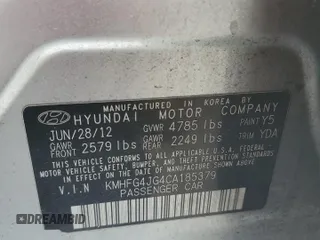 MANUFACTURED IN KOREA BY
HYUNDAI MOTOR COMPANY
JUN/28/12 GVWR 4785 lbs PAINT Y5
GAWR FRONT 2579 lbs GAWR REAR 2249 lbs TRIM YDA
THIS VEHICLE CONFORMS TO ALL APPLICABLE
FEDERAL MOTOR VEHICLE SAFETY, BUMPER,
AND THEFT PREVENTION STANDARDS
IN EFFECT ON THE DATE OF
MANUFACTURE SHOWN ABOVE.
V.I.N KMHFG4JG4CA185379
PASSENGER CAR
DREAMBID